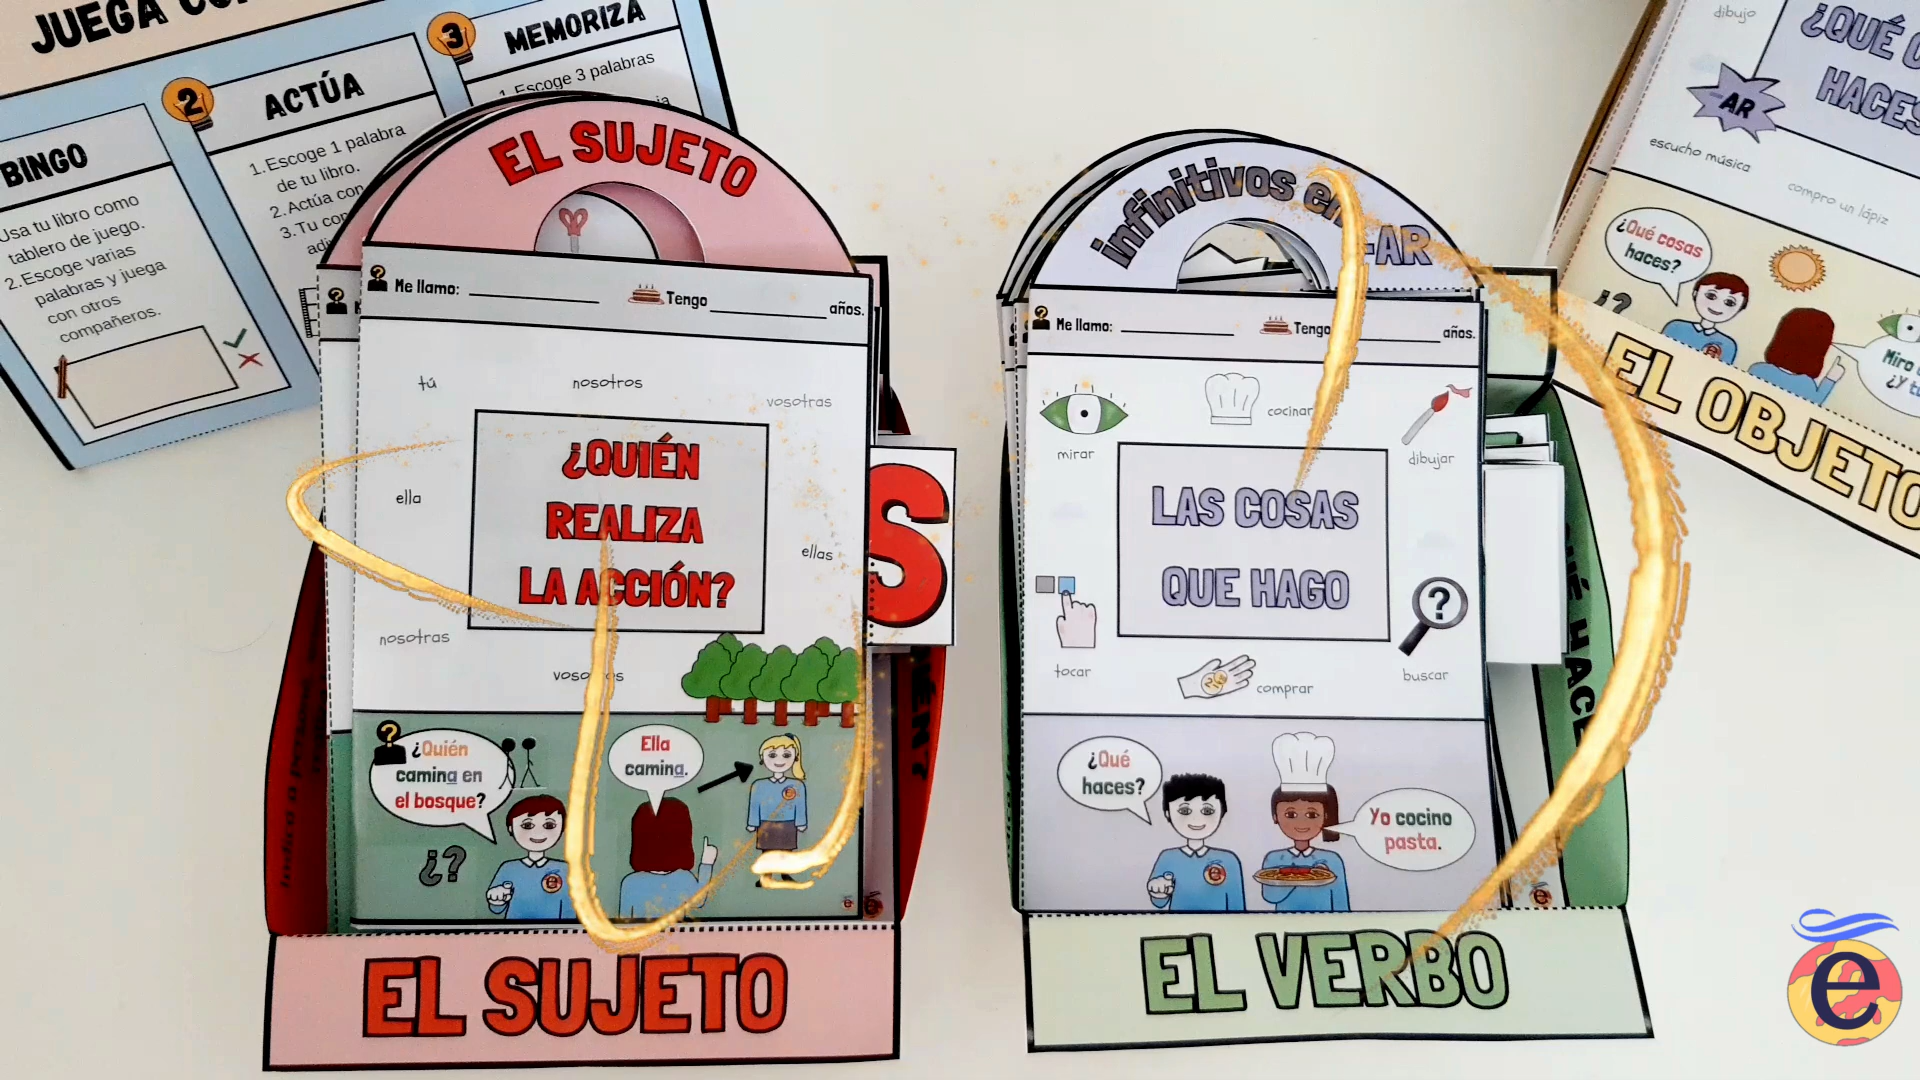 JUEGA
BINGO
Usa tu libro como
tablero de juego.
2. Escoge varias
palabras y juega
con otros
compañeros.
2
ACTÚA
1. Escoge 1 palabra
de tu libro.
2. Actúa con
3. Tu
3
MEMORIZA
1. Escoge 3 palabras
EL SUJETO
Me llamo: Tengo años.
tú
nosotros
vosotras
ella
¿QUIÉN
REALIZA
LA ACCIÓN?
ellas
nosotras
vosotros
¿Quién
camina en
el bosque?
Ella
camina.
¿?
S
EL SUJETO
infinitivos en -AR
Me llamo: Tengo años.
mirar
cocinar
dibujar
LAS COSAS
QUE HAGO
tocar
comprar
buscar
¿Qué
haces?
Yo cocino
pasta.
EL VERBO
dibujo
¿QUÉ
HACES
-AR
escucho música
compro un lápiz
¿Qué cosas
haces?
¿?
Miro
¿Y
EL OBJETO
ẽ